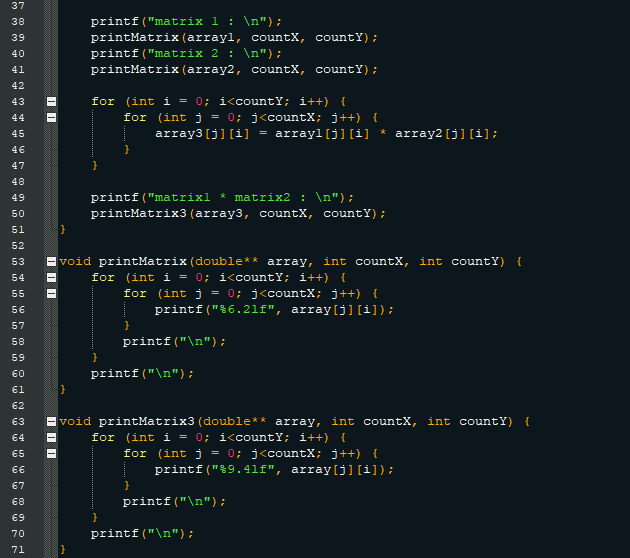 37
38 printf("matrix 1 : \n");
39 printMatrix(array1, countX, countY);
40 printf("matrix 2 : \n");
41 printMatrix(array2, countX, countY);
42
43 for (int i = 0; i<countY; i++) {
44 for (int j = 0; j<countX; j++) {
45 array3[j][i] = array1[j][i] * array2[j][i];
46 }
47 }
48
49 printf("matrix1 * matrix2 : \n");
50 printMatrix3(array3, countX, countY);
51 }
52
53 void printMatrix(double** array, int countX, int countY) {
54 for (int i = 0; i<countY; i++) {
55 for (int j = 0; j<countX; j++) {
56 printf("%6.2lf", array[j][i]);
57 }
58 printf("\n");
59 }
60 printf("\n");
61 }
62
63 void printMatrix3(double** array, int countX, int countY) {
64 for (int i = 0; i<countY; i++) {
65 for (int j = 0; j<countX; j++) {
66 printf("%9.4lf", array[j][i]);
67 }
68 printf("\n");
69 }
70 printf("\n");
71 }